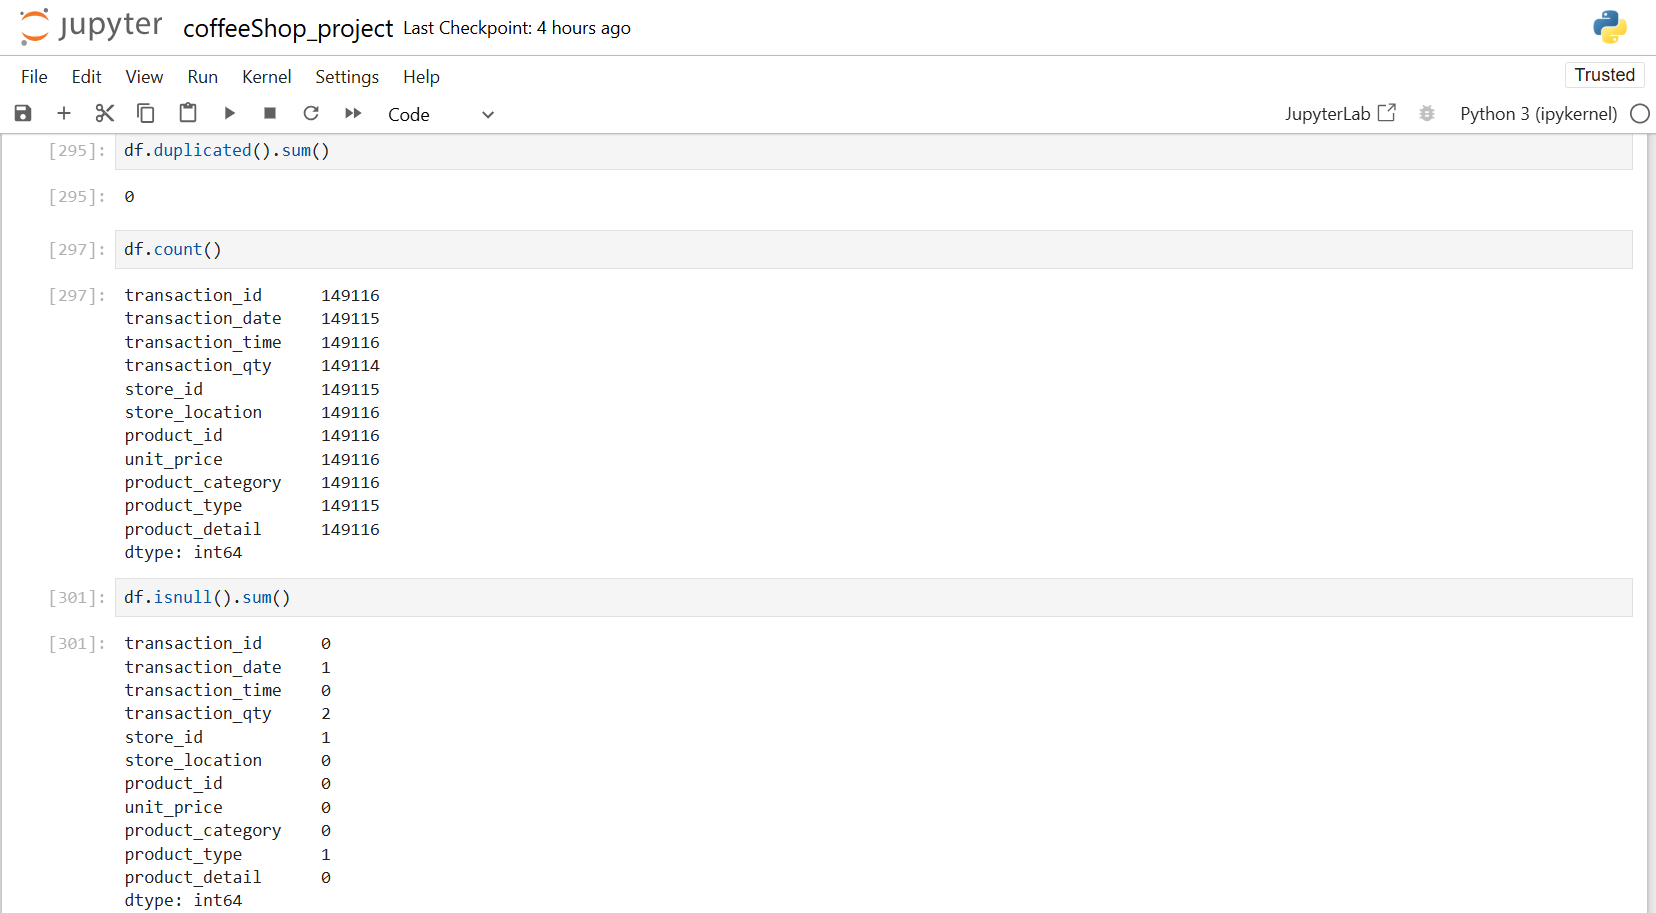 jupyter coffeeShop_project Last Checkpoint: 4 hours ago
File Edit View Run Kernel Settings Help Trusted
Code JupyterLab Python 3 (ipykernel)
[295]: df.duplicated().sum()
[295]: 0
[297]: df.count()
[297]: transaction_id 149116
transaction_date 149115
transaction_time 149116
transaction_qty 149114
store_id 149115
store_location 149116
product_id 149116
unit_price 149116
product_category 149116
product_type 149115
product_detail 149116
dtype: int64
[301]: df.isnull().sum()
[301]: transaction_id 0
transaction_date 1
transaction_time 0
transaction_qty 2
store_id 1
store_location 0
product_id 0
unit_price 0
product_category 0
product_type 1
product_detail 0
dtype: int64